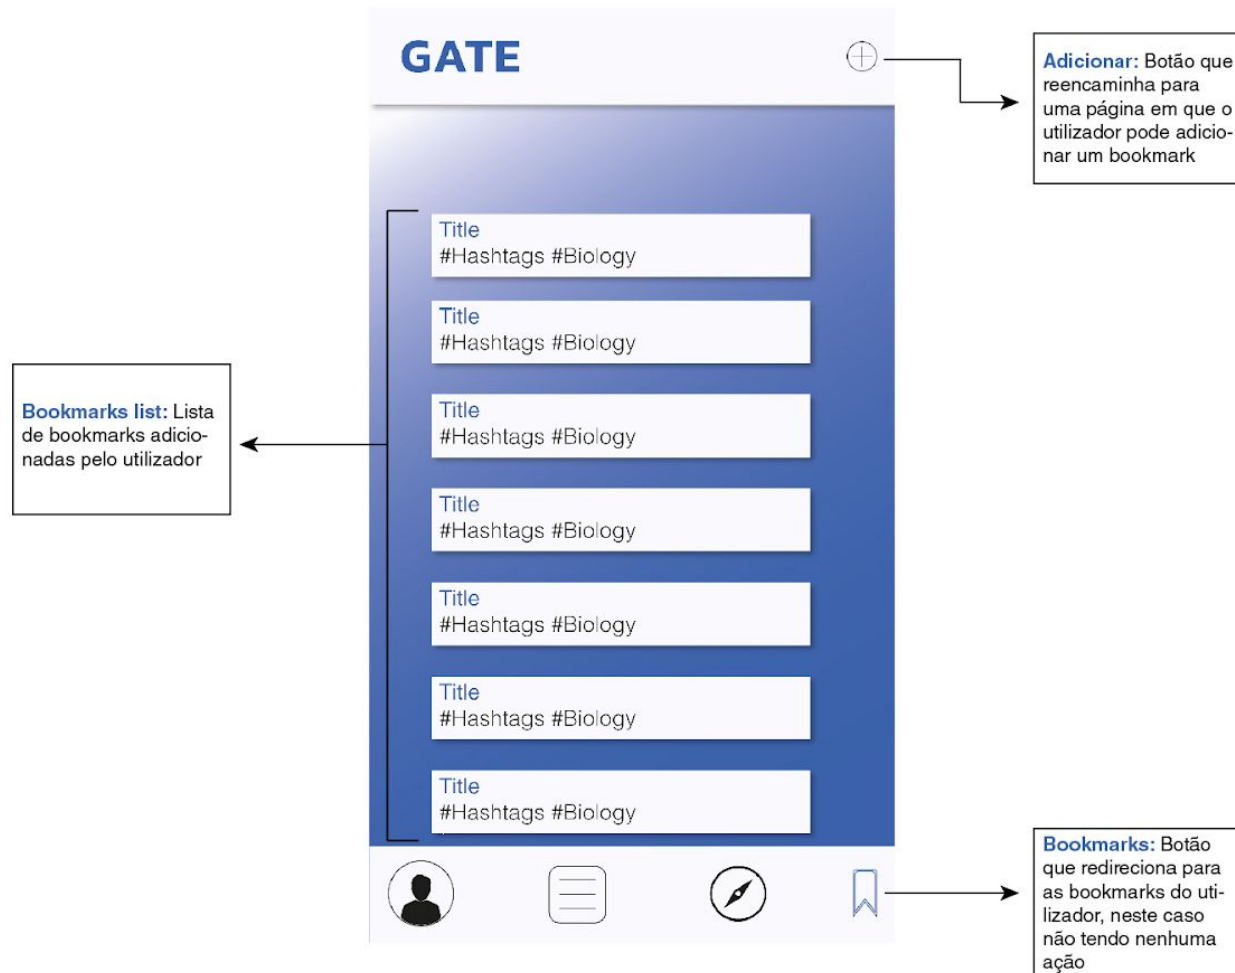 GATE
Adicionar: Botão que
reencaminha para
uma página em que o
utilizador pode adicio-
nar um bookmark
Title
#Hashtags #Biology
Title
#Hashtags #Biology
Title
#Hashtags #Biology
Title
#Hashtags #Biology
Title
#Hashtags #Biology
Title
#Hashtags #Biology
Title
#Hashtags #Biology
Bookmarks list: Lista
de bookmarks adicio-
nadas pelo utilizador
Bookmarks: Botão
que redireciona para
as bookmarks do uti-
lizador, neste caso
não tendo nenhuma
ação